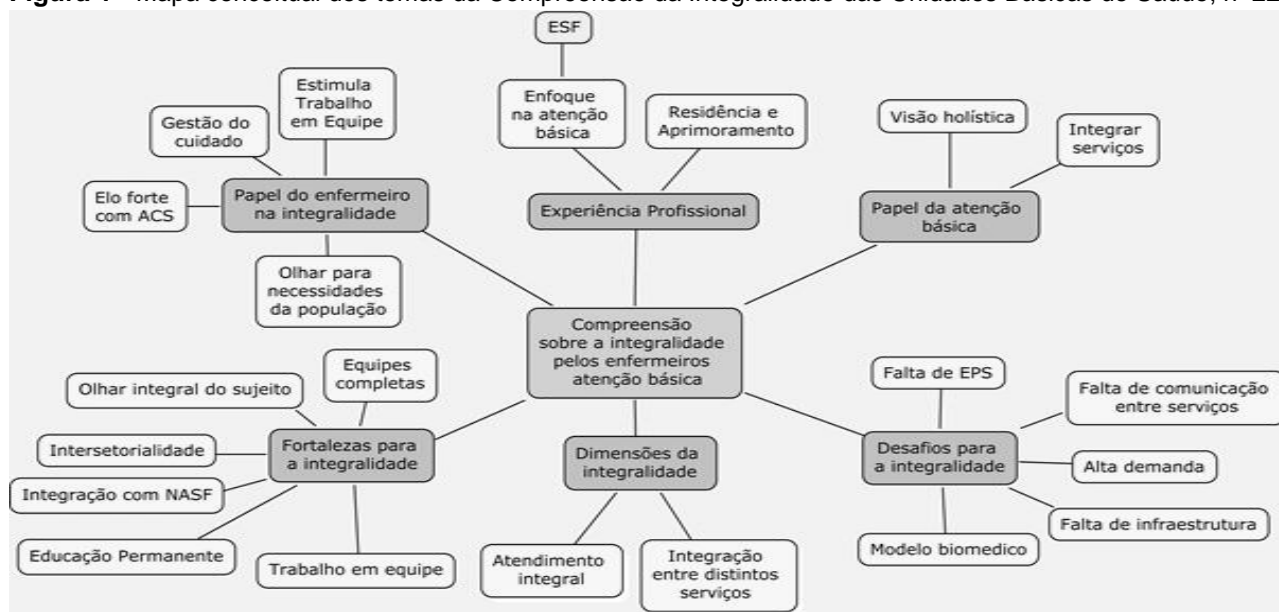 Figura 1 - Mapa conceitual dos temas da Compreensão da Integralidade das Unidades Básicas de Saúde, n=22
ESF
Estimula
Trabalho
em Equipe
Enfoque
na atenção
básica
Residência e
Aprimoramento
Visão holística
Integrar
serviços
Gestão do
cuidado
Elo forte
com ACS
Papel do enfermeiro
na integralidade
Experiência Profissional
Papel da atenção
básica
Olhar para
necessidades
da população
Compreensão
sobre a integralidade
pelos enfermeiros
atenção básica
Equipes
completas
Olhar integral do sujeito
Intersetorialidade
Fortalezas para
a integralidade
Integração com NASF
Educação Permanente
Trabalho em equipe
Dimensões da
integralidade
Atendimento
integral
Integração
entre distintos
serviços
Falta de EPS
Falta de comunicação
entre serviços
Desafios para
a integralidade
Alta demanda
Falta de infraestrutura
Modelo biomedico